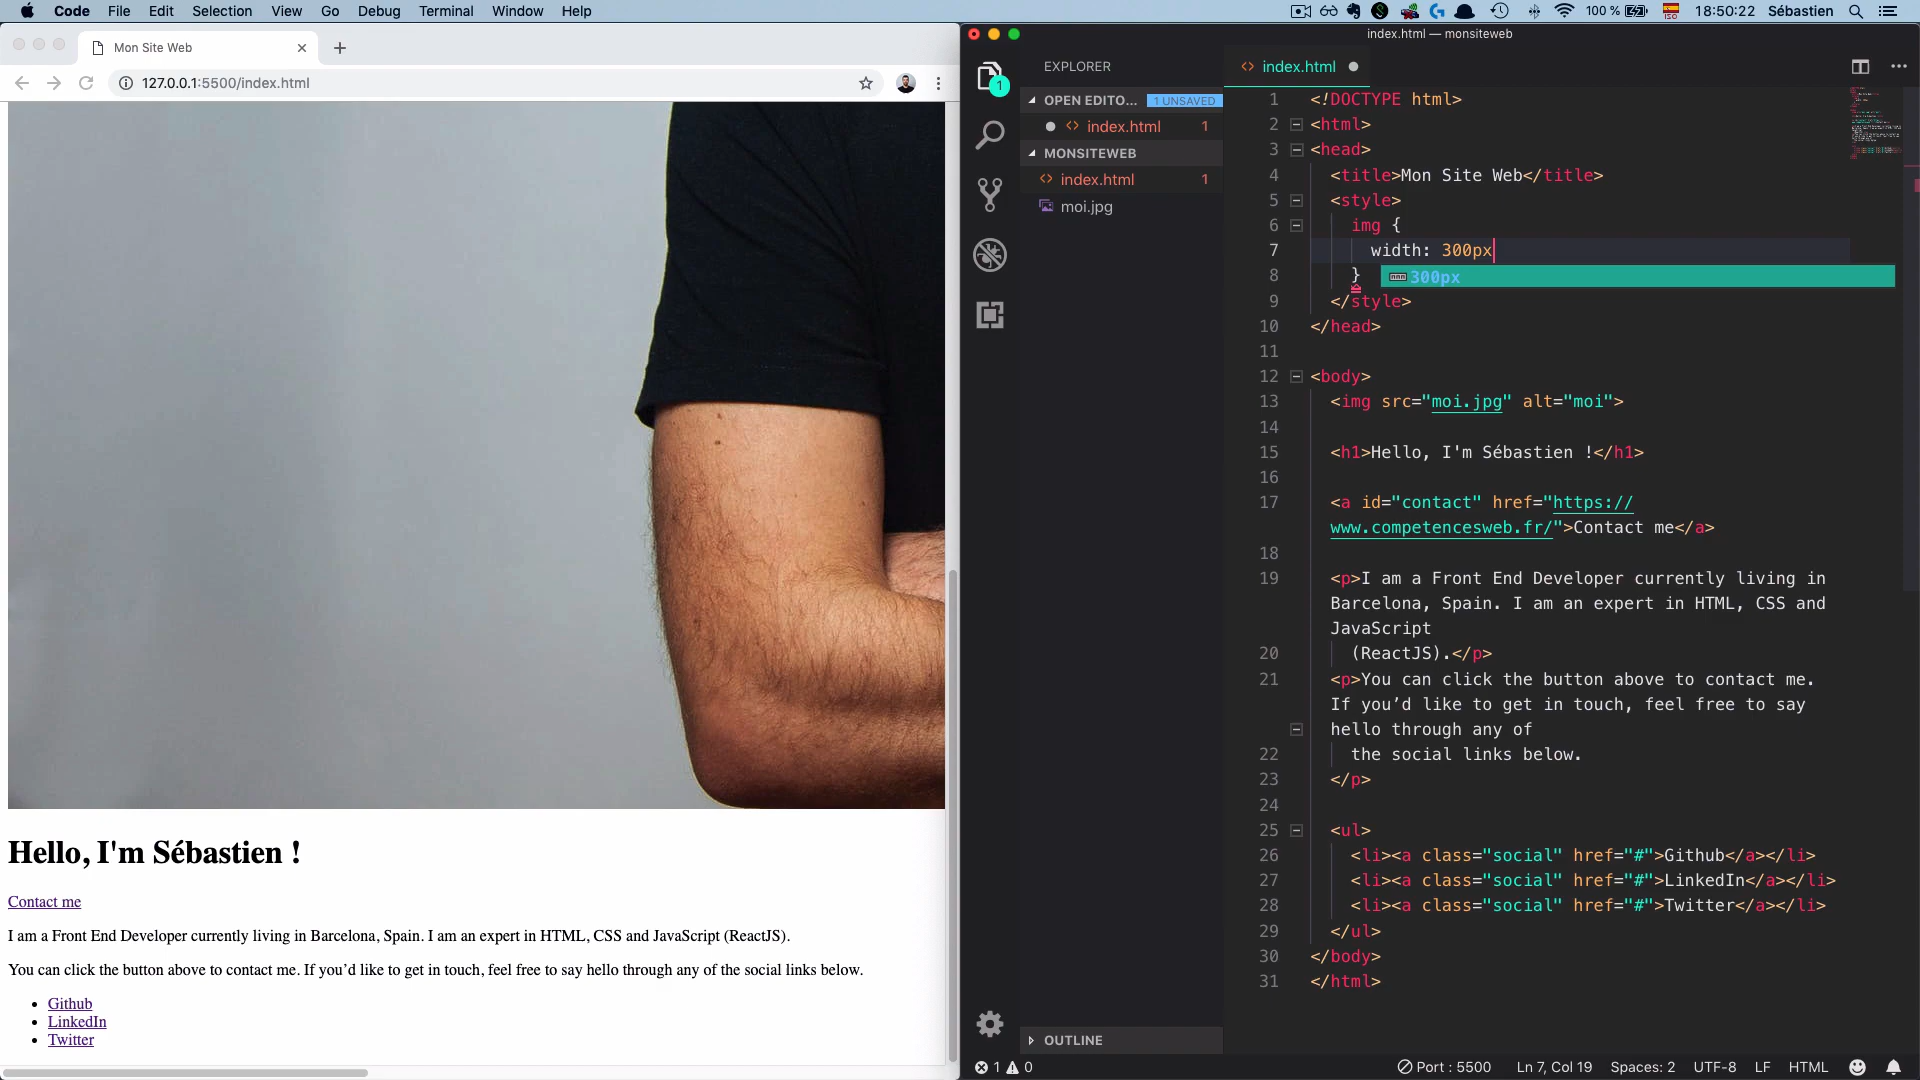 Code File Edit Selection View Go Debug Terminal Window Help 100 % ISO 18:50:22 Sébastien
Mon Site Web
127.0.0.1:5500/index.html
Hello, I'm Sébastien !
Contact me
I am a Front End Developer currently living in Barcelona, Spain. I am an expert in HTML, CSS and JavaScript (ReactJS).
You can click the button above to contact me. If you’d like to get in touch, feel free to say hello through any of the social links below.
• Github
• LinkedIn
• Twitter
index.html — monsiteweb
1
EXPLORER
OPEN EDITO... 1 UNSAVED
index.html 1
MONSITEWEB
index.html 1
moi.jpg
OUTLINE
<> index.html
1 <!DOCTYPE html>
2 <html>
3 <head>
4 <title>Mon Site Web</title>
5 <style>
6 img {
7 width: 300px
300px
8 }
9 </style>
10 </head>
11
12 <body>
13 <img src="moi.jpg" alt="moi">
14
15 <h1>Hello, I'm Sébastien !</h1>
16
17 <a id="contact" href="https://
www.competencesweb.fr/">Contact me</a>
18
19 <p>I am a Front End Developer currently living in
Barcelona, Spain. I am an expert in HTML, CSS and
JavaScript
20 (ReactJS).</p>
21 <p>You can click the button above to contact me.
If you’d like to get in touch, feel free to say
hello through any of
22 the social links below.
23 </p>
24
25 <ul>
26 <li><a class="social" href="#">Github</a></li>
27 <li><a class="social" href="#">LinkedIn</a></li>
28 <li><a class="social" href="#">Twitter</a></li>
29 </ul>
30 </body>
31 </html>
1 0 Port : 5500 Ln 7, Col 19 Spaces: 2 UTF-8 LF HTML